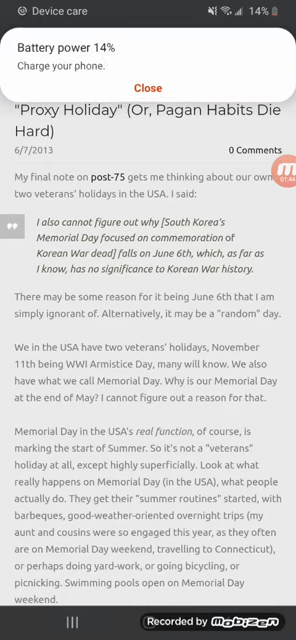 Device care 14%
Battery power 14%
Charge your phone.
Close
"Proxy Holiday" (Or, Pagan Habits Die
Hard)
6/7/2013 0 Comments
My final note on post-75 gets me thinking about our own
two veterans' holidays in the USA. I said:
I also cannot figure out why [South Korea's
Memorial Day focused on commemoration of
Korean War dead] falls on June 6th, which, as far as
I know, has no significance to Korean War history.
01:44
There may be some reason for it being June 6th that I am
simply ignorant of. Alternatively, it may be a "random" day.
We in the USA have two veterans' holidays, November
11th being WWI Armistice Day, many will know. We also
have what we call Memorial Day. Why is our Memorial Day
at the end of May? I cannot figure out a reason for that.
Memorial Day in the USA's real function, of course, is
marking the start of Summer. So it's not a "veterans"
holiday at all, except highly superficially. Look at what
really happens on Memorial Day (in the USA), what people
actually do. They get their "summer routines" started, with
barbeques, good-weather-oriented overnight trips (my
aunt and cousins were so engaged this year, as they often
are on Memorial Day weekend, travelling to Connecticut),
or perhaps doing yard-work, or going bicycling, or
picnicking. Swimming pools open on Memorial Day
weekend.
Recorded by Mobizen